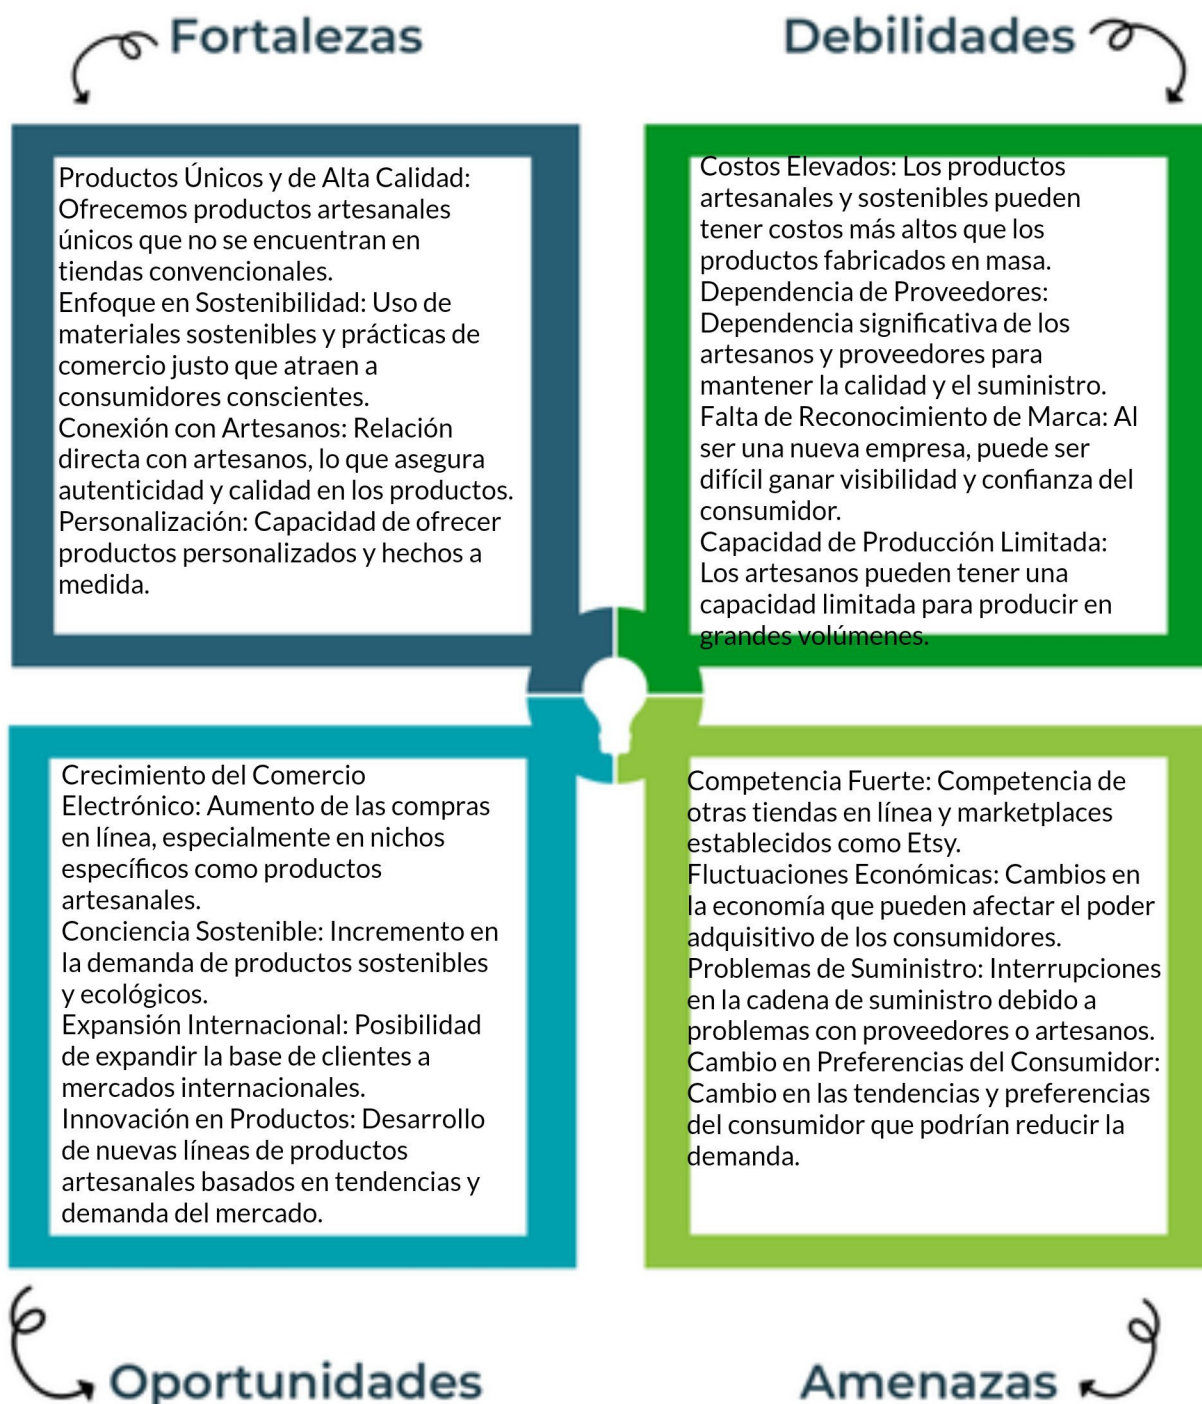 Fortalezas
Productos Únicos y de Alta Calidad:
Ofrecemos productos artesanales
únicos que no se encuentran en
tiendas convencionales.
Enfoque en Sostenibilidad: Uso de
materiales sostenibles y prácticas de
comercio justo que atraen a
consumidores conscientes.
Conexión con Artesanos: Relación
directa con artesanos, lo que asegura
autenticidad y calidad en los productos.
Personalización: Capacidad de ofrecer
productos personalizados y hechos a
medida.
Debilidades
Costos Elevados: Los productos
artesanales y sostenibles pueden
tener costos más altos que los
productos fabricados en masa.
Dependencia de Proveedores:
Dependencia significativa de los
artesanos y proveedores para
mantener la calidad y el suministro.
Falta de Reconocimiento de Marca: Al
ser una nueva empresa, puede ser
difícil ganar visibilidad y confianza del
consumidor.
Capacidad de Producción Limitada:
Los artesanos pueden tener una
capacidad limitada para producir en
grandes volúmenes.
Crecimiento del Comercio
Electrónico: Aumento de las compras
en línea, especialmente en nichos
específicos como productos
artesanales.
Conciencia Sostenible: Incremento en
la demanda de productos sostenibles
y ecológicos.
Expansión Internacional: Posibilidad
de expandir la base de clientes a
mercados internacionales.
Innovación en Productos: Desarrollo
de nuevas líneas de productos
artesanales basados en tendencias y
demanda del mercado.
Oportunidades
Competencia Fuerte: Competencia de
otras tiendas en línea y marketplaces
establecidos como Etsy.
Fluctuaciones Económicas: Cambios en
la economía que pueden afectar el poder
adquisitivo de los consumidores.
Problemas de Suministro: Interrupciones
en la cadena de suministro debido a
problemas con proveedores o artesanos.
Cambio en Preferencias del Consumidor:
Cambio en las tendencias y preferencias
del consumidor que podrían reducir la
demanda.
Amenazas